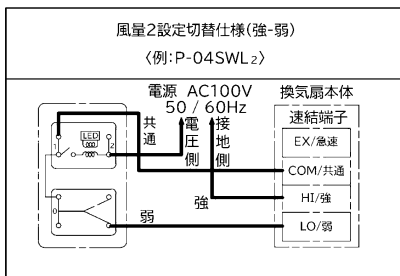 風量2設定切替仕様(強-弱)
〈例:P-04SWL2〉
電源 AC100V
50/60Hz
換気扇本体
速結端子
共通
電圧側
接地側
LED
1
2
EX/急速
COM/共通
HI/強
LO/弱
0
弱
強